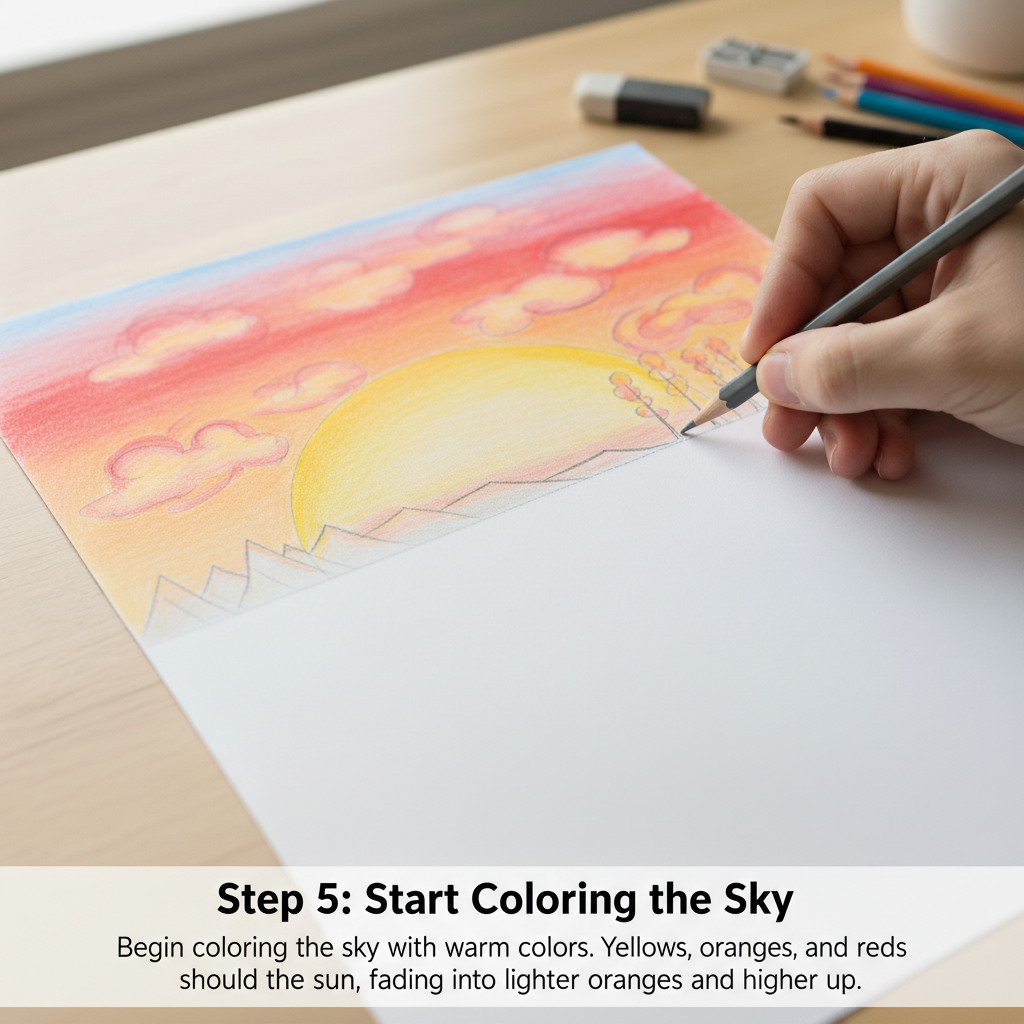 Step 5: Start Coloring the Sky
Begin coloring the sky with warm colors. Yellows, oranges, and reds
should the sun, fading into lighter oranges and higher up.